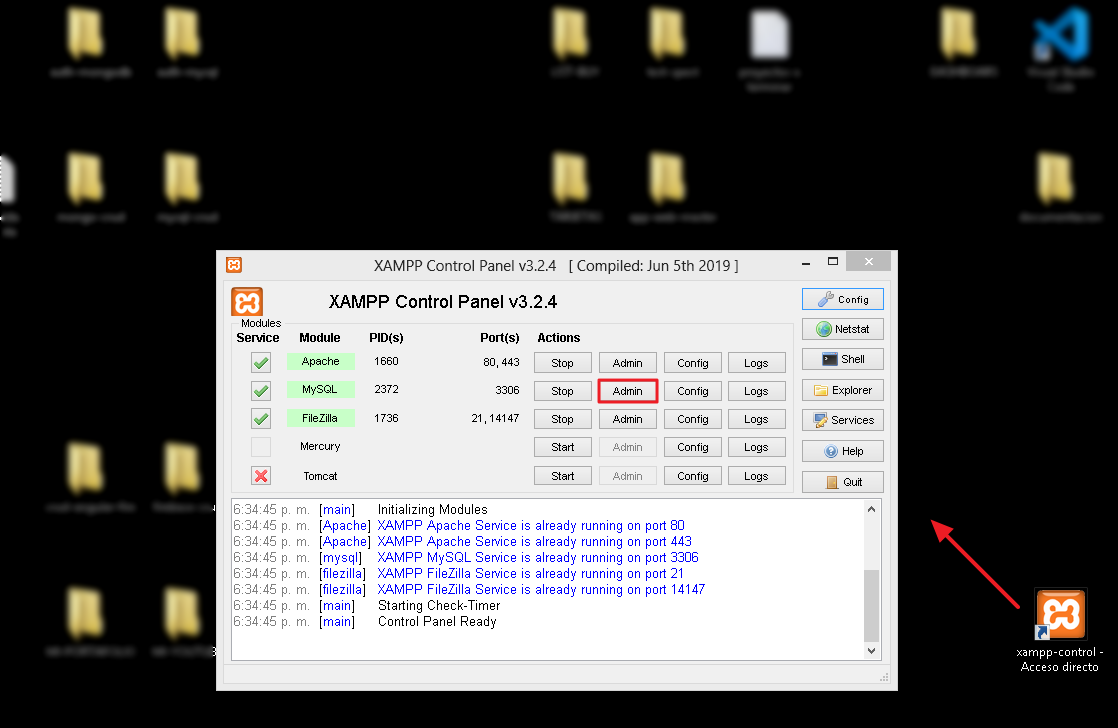 XAMPP Control Panel v3.2.4 [ Compiled: Jun 5th 2019 ]
XAMPP Control Panel v3.2.4
Config
Modules
Service Module PID(s) Port(s) Actions
Netstat
Apache 1660 80, 443 Stop Admin Config Logs
Shell
MySQL 2372 3306 Stop Admin Config Logs
Explorer
FileZilla 1736 21, 14147 Stop Admin Config Logs
Services
Mercury Start Admin Config Logs
Help
Tomcat Start Admin Config Logs
Quit
6:34:45 p. m. [main] Initializing Modules
6:34:45 p. m. [Apache] XAMPP Apache Service is already running on port 80
6:34:45 p. m. [Apache] XAMPP Apache Service is already running on port 443
6:34:45 p. m. [mysql] XAMPP MySQL Service is already running on port 3306
6:34:45 p. m. [filezilla] XAMPP FileZilla Service is already running on port 21
6:34:45 p. m. [filezilla] XAMPP FileZilla Service is already running on port 14147
6:34:45 p. m. [main] Starting Check-Timer
6:34:45 p. m. [main] Control Panel Ready
xampp-control -
Acceso directo